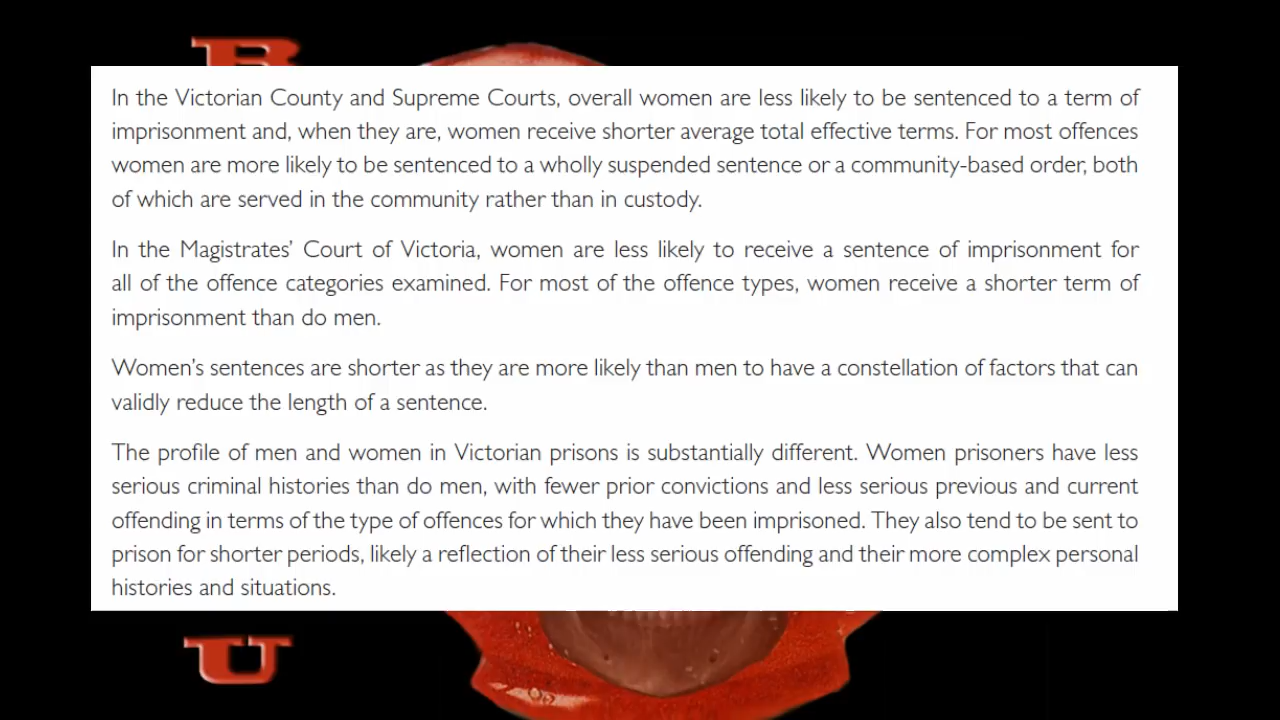 B
In the Victorian County and Supreme Courts, overall women are less likely to be sentenced to a term of
imprisonment and, when they are, women receive shorter average total effective terms. For most offences
women are more likely to be sentenced to a wholly suspended sentence or a community-based order, both
of which are served in the community rather than in custody.
In the Magistrates’ Court of Victoria, women are less likely to receive a sentence of imprisonment for
all of the offence categories examined. For most of the offence types, women receive a shorter term of
imprisonment than do men.
Women’s sentences are shorter as they are more likely than men to have a constellation of factors that can
validly reduce the length of a sentence.
The profile of men and women in Victorian prisons is substantially different. Women prisoners have less
serious criminal histories than do men, with fewer prior convictions and less serious previous and current
offending in terms of the type of offences for which they have been imprisoned. They also tend to be sent to
prison for shorter periods, likely a reflection of their less serious offending and their more complex personal
histories and situations.
U